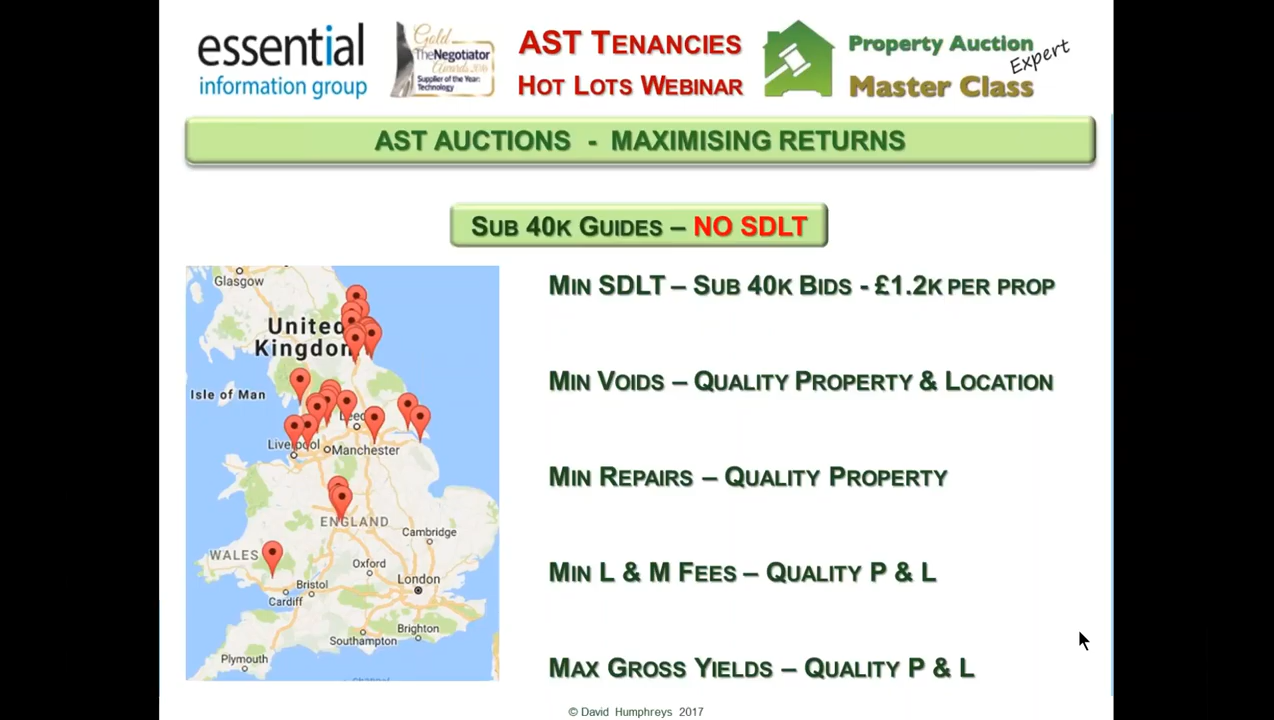 essential
information group
Gold
TheNegotiator
Awards 2016
Supplier of the Year:
Technology
AST TENANCIES
HOT LOTS WEBINAR
Property Auction
Expert
Master Class
AST AUCTIONS - MAXIMISING RETURNS
SUB 40K GUIDES – NO SDLT
MIN SDLT – SUB 40K BIDS - £1.2K PER PROP
MIN VOIDS – QUALITY PROPERTY & LOCATION
MIN REPAIRS – QUALITY PROPERTY
MIN L & M FEES – QUALITY P & L
MAX GROSS YIELDS – QUALITY P & L
Glasgow
United
Kingdom
Isle of Man
Leeds
Liverpool
Manchester
ENGLAND
Cambridge
WALES
Oxford
London
Bristol
Cardiff
Brighton
Southampton
Plymouth
© David Humphreys 2017